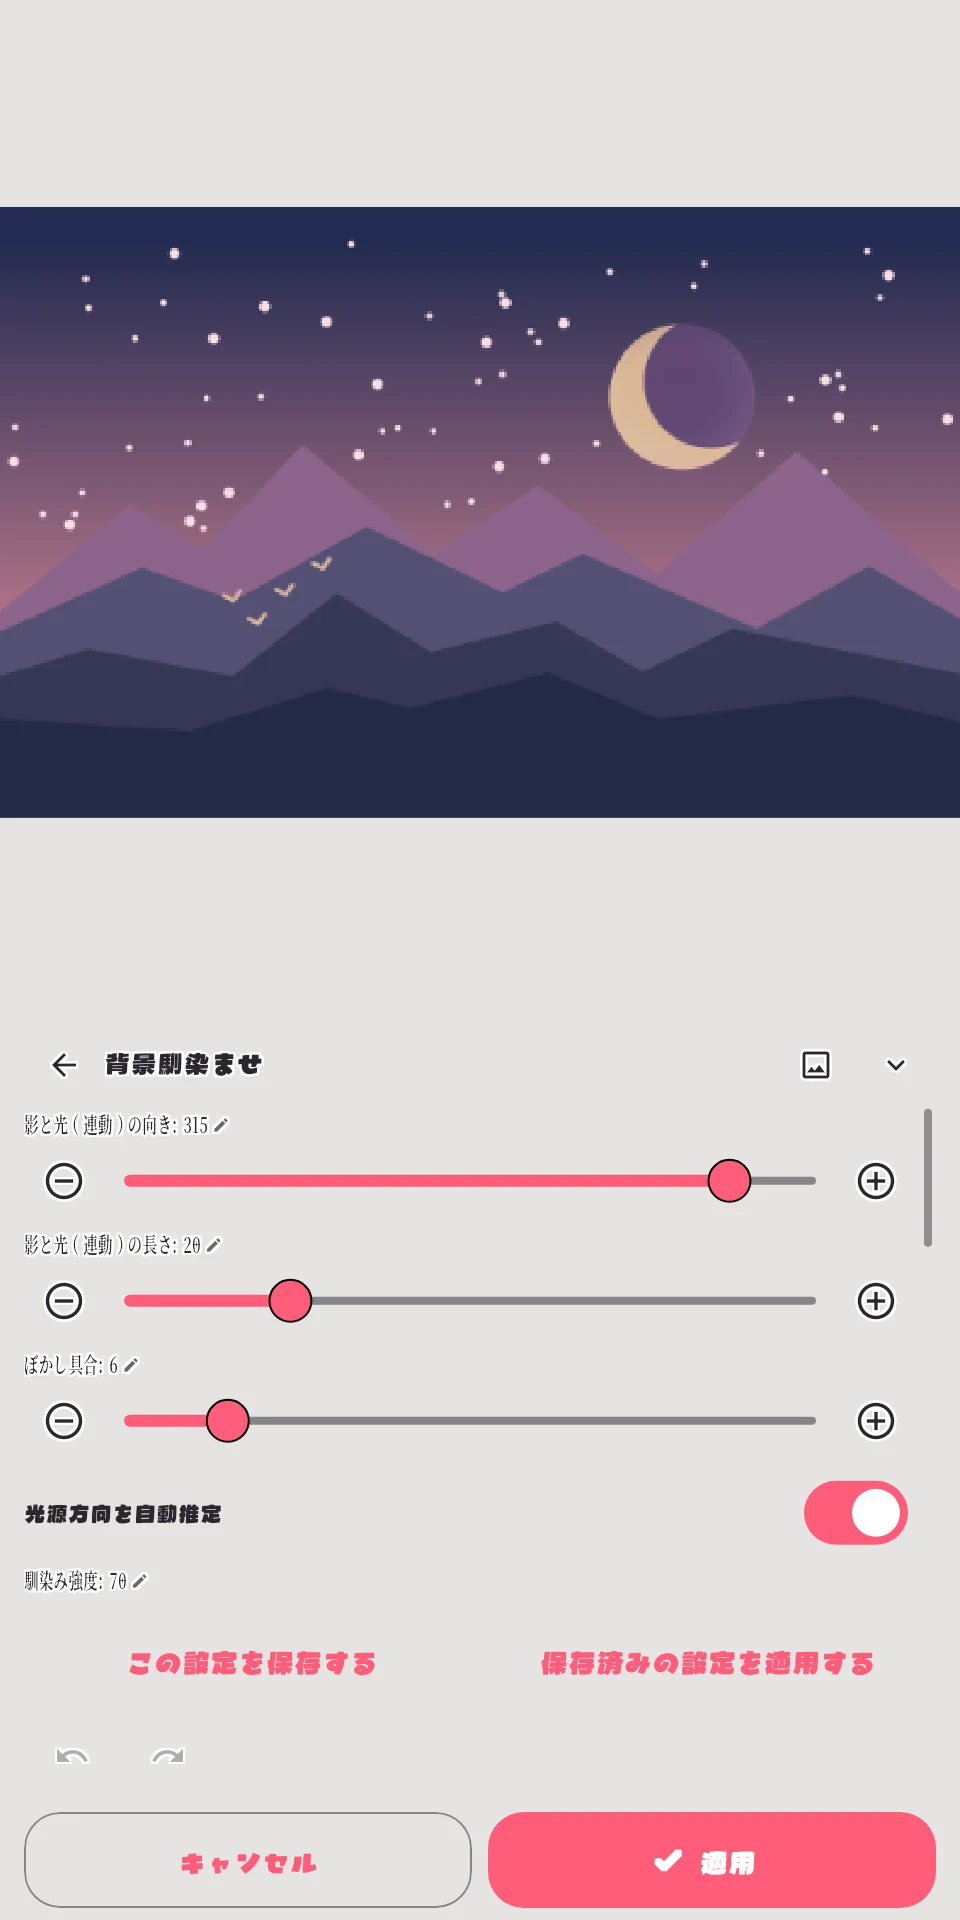 背景馴染ませ
影と光(連動)の向き: 315
影と光(連動)の長さ: 20
ぼかし具合: 6
光源方向を自動推定
馴染み強度: 70
この設定を保存する
保存済みの設定を適用する
キャンセル
適用